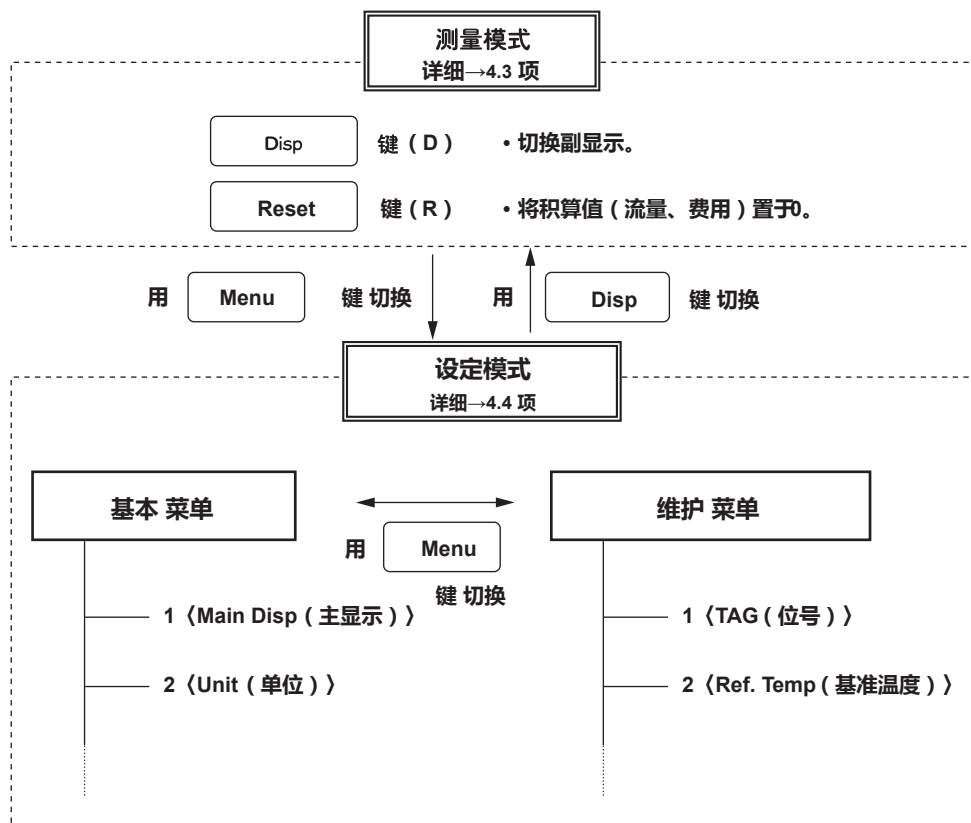 测量模式
详细→4.3 项
Disp 键（D） • 切换副显示。
Reset 键（R） • 将积算值（流量、费用）置于0。
用 Menu 键 切换 用 Disp 键 切换
设定模式
详细→4.4 项
基本 菜单 维护 菜单
用 Menu
键 切换
1〈Main Disp（主显示）〉 1〈TAG（位号）〉
2〈Unit（单位）〉 2〈Ref. Temp（基准温度）〉